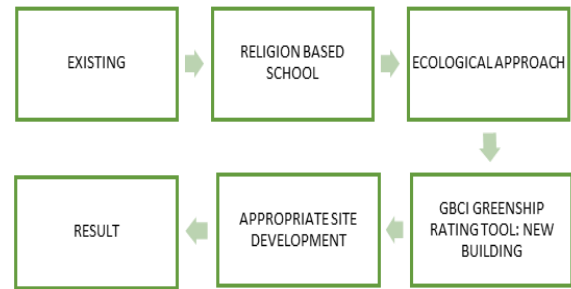 EXISTING
RELIGION BASED
SCHOOL
ECOLOGICAL APPROACH
GBCI GREENSHIP
RATING TOOL: NEW
BUILDING
APPROPRIATE SITE
DEVELOPMENT
RESULT